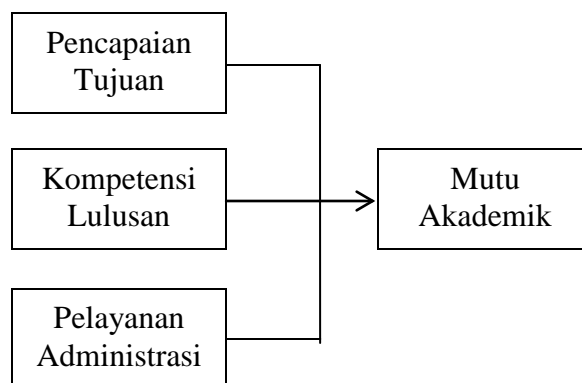 Pencapaian
Tujuan
Kompetensi
Lulusan
Mutu
Akademik
Pelayanan
Administrasi